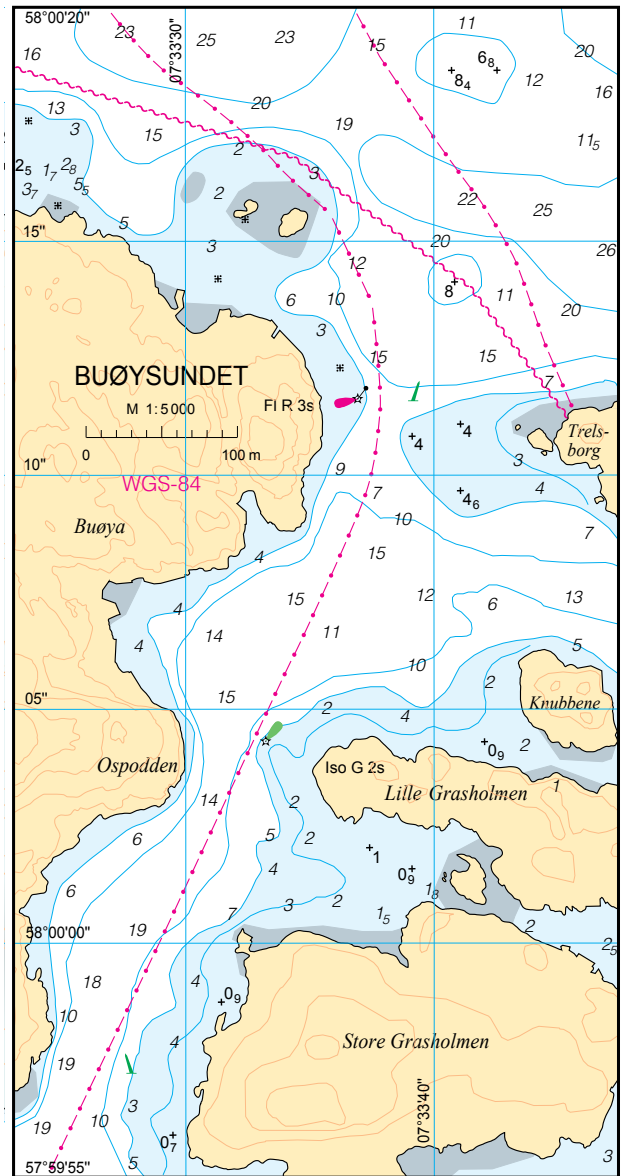 58°00'20"
07°33'30"
23 25 23 15 11
16 6₈ 20
8₄ 12 16
13 20 19
3 15 11₅
2 3
2₅ 1₇ 2₈
3₇ 5₅ 2 22 25
5
15" 3 20 26
12
6 10 8 11 20
3
15 15
BUØYSUNDET 7
M 1:5000 Fl R 3s
4 4 Trels-
borg
0 100 m
10" 9 3
WGS-84 7 4₆ 4
10
Buøya 7
15
4
15 12 6 13
4 14 11
4 10 5
15 2
05" 2 4 Knubbene
0₉ 2
Ospodden Iso G 2s
1
14 2 Lille Grasholmen
6 5 2
1
4 0₉
6 3 2 1₈
7 1₅
19 2
58°00'00" 2₅
18 4 0₉
10
4 Store Grasholmen
19
3
19 10 0₇
07°33'40"
5 3
57°59'55"